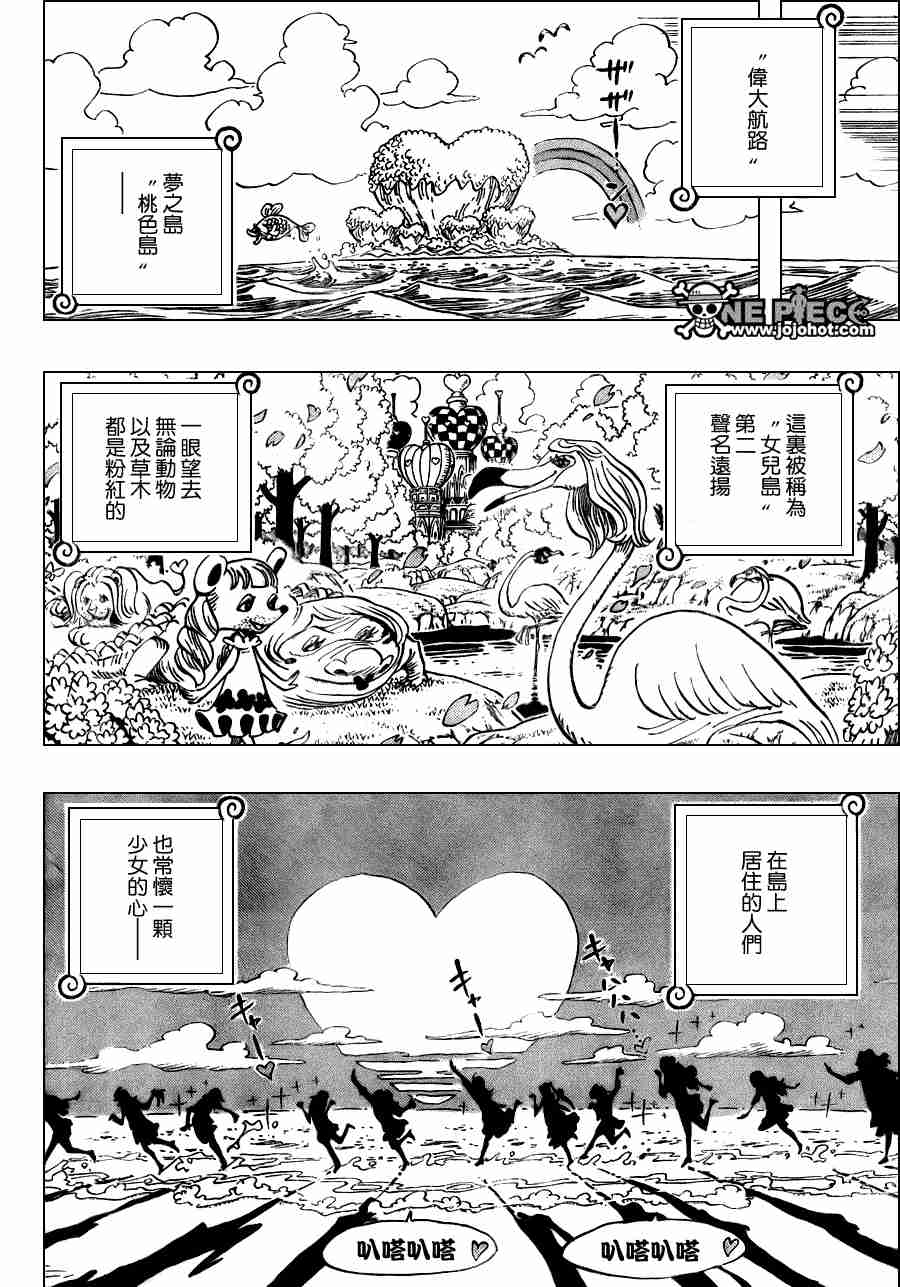 〝偉大航路〝
ザザーン♡
夢之島
〝桃色島〝
——
ONE PIECE
www.jojohot.com
這裏被稱為
〝女兒島〝
第二
聲名遠揚
一眼望去
無論動物
以及草木
都是粉紅的
在島上
居住的人們
也常懷一顆
少女的心——
キャハハ
キャー
キャー
叭嗒叭嗒♡
叭嗒叭嗒♡